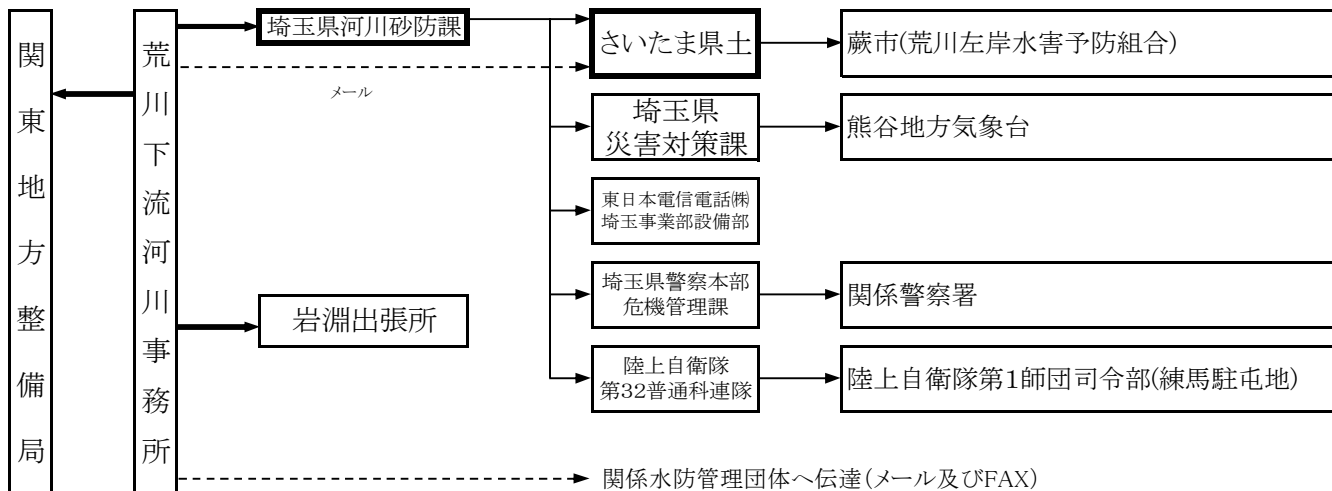 関東地方整備局
荒川下流河川事務所
埼玉県河川砂防課
メール
岩淵出張所
さいたま県土
埼玉県
災害対策課
東日本電信電話㈱
埼玉事業部設備部
埼玉県警察本部
危機管理課
陸上自衛隊
第32普通科連隊
蕨市(荒川左岸水害予防組合)
熊谷地方気象台
関係警察署
陸上自衛隊第1師団司令部(練馬駐屯地)
関係水防管理団体へ伝達(メール及びFAX)